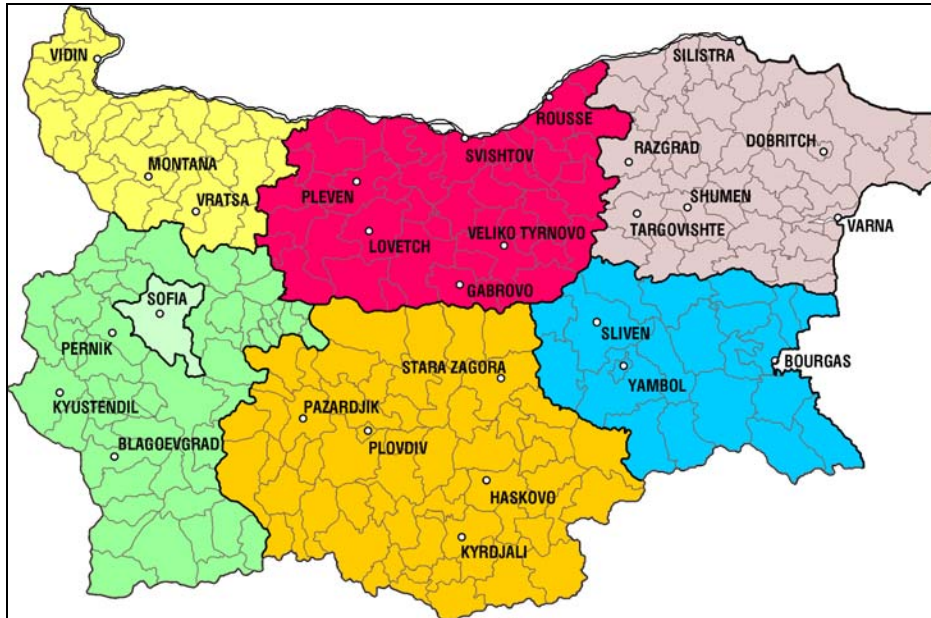 VIDIN
SILISTRA
ROUSSE
SVISHTOV
RAZGRAD
DOBRITCH
MONTANA
PLEVEN
VRATSA
SHUMEN
LOVETCH
VELIKO TYRNOVO
TARGOVISHTE
VARNA
GABROVO
SOFIA
PERNIK
SLIVEN
STARA ZAGORA
YAMBOL
BOURGAS
KYUSTENDIL
PAZARDJIK
BLAGOEVGRAD
PLOVDIV
HASKOVO
KYRDJALI